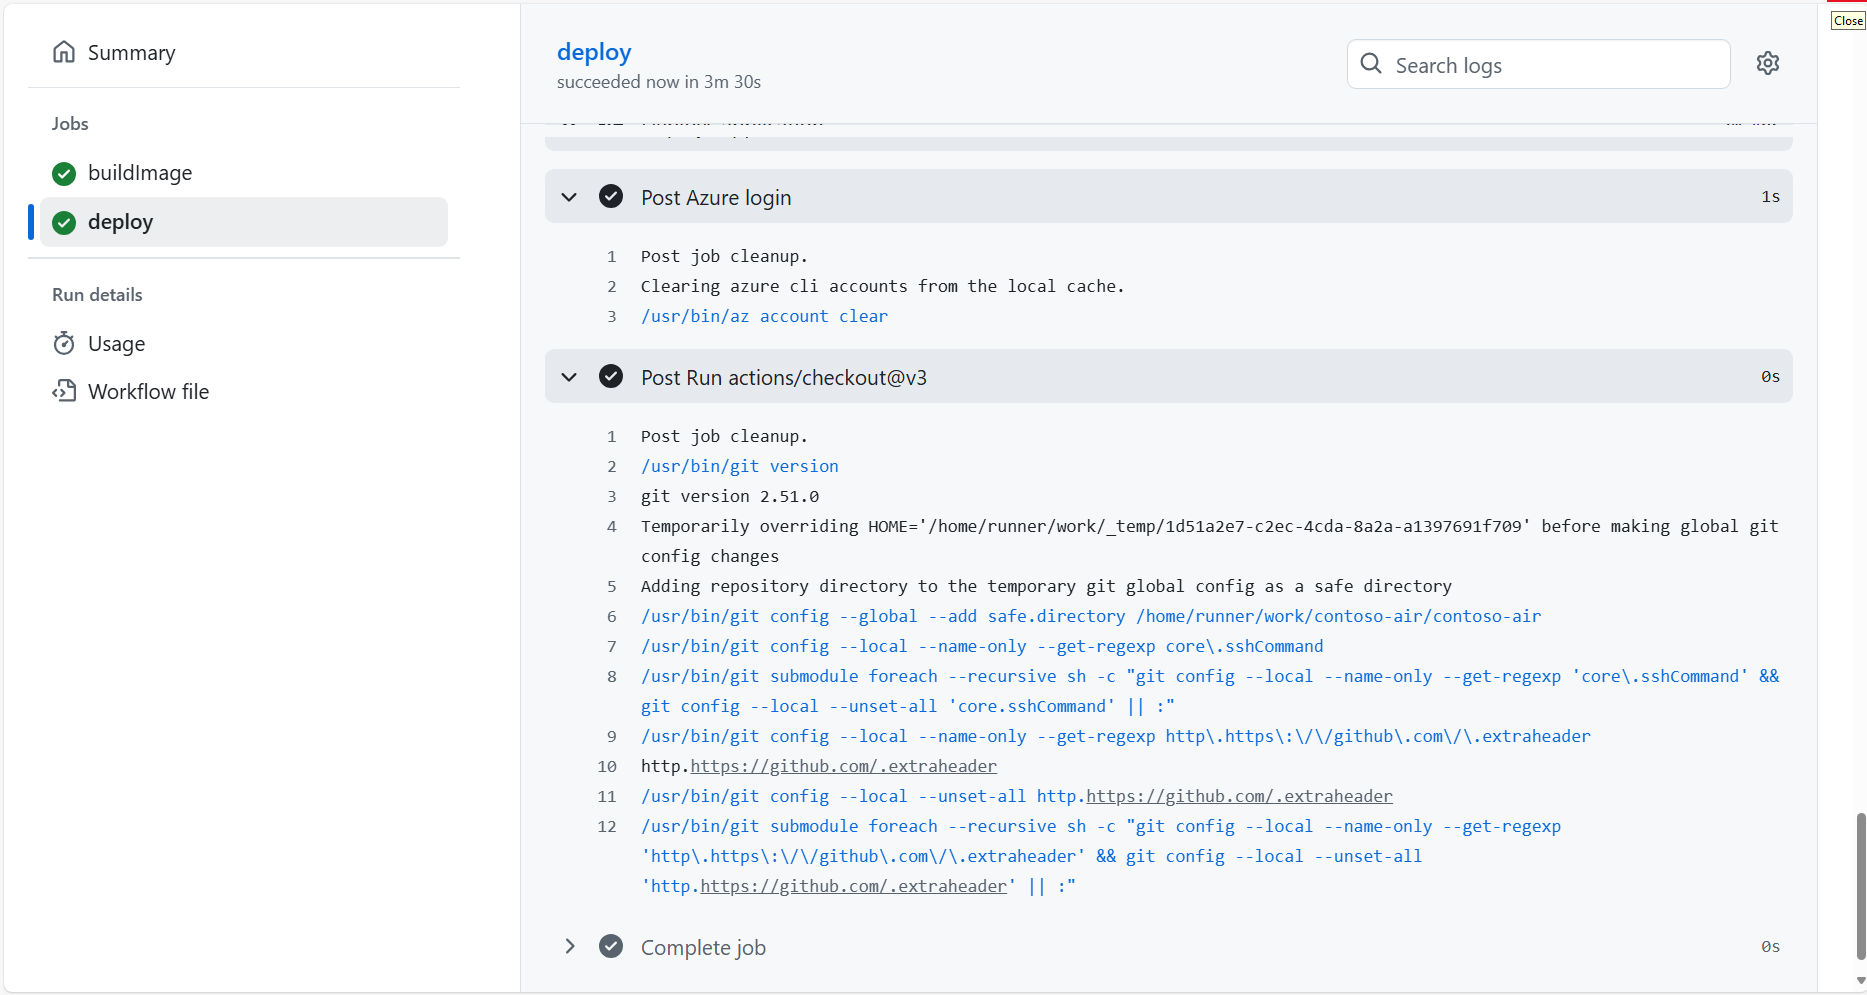 Summary
Jobs
buildImage
deploy
Run details
Usage
Workflow file
deploy
succeeded now in 3m 30s
Search logs
Close
Post Azure login
1s
1 Post job cleanup.
2 Clearing azure cli accounts from the local cache.
3 /usr/bin/az account clear
Post Run actions/checkout@v3
0s
1 Post job cleanup.
2 /usr/bin/git version
3 git version 2.51.0
4 Temporarily overriding HOME='/home/runner/work/_temp/1d51a2e7-c2ec-4cda-8a2a-a1397691f709' before making global git
config changes
5 Adding repository directory to the temporary git global config as a safe directory
6 /usr/bin/git config --global --add safe.directory /home/runner/work/contoso-air/contoso-air
7 /usr/bin/git config --local --name-only --get-regexp core\.sshCommand
8 /usr/bin/git submodule foreach --recursive sh -c "git config --local --name-only --get-regexp 'core\.sshCommand' &&
git config --local --unset-all 'core.sshCommand' || :"
9 /usr/bin/git config --local --name-only --get-regexp http\.https\:\/\/github\.com\/\.extraheader
10 http.https://github.com/.extraheader
11 /usr/bin/git config --local --unset-all http.https://github.com/.extraheader
12 /usr/bin/git submodule foreach --recursive sh -c "git config --local --name-only --get-regexp
'http\.https\:\/\/github\.com\/\.extraheader' && git config --local --unset-all
'http.https://github.com/.extraheader' || :"
Complete job
0s